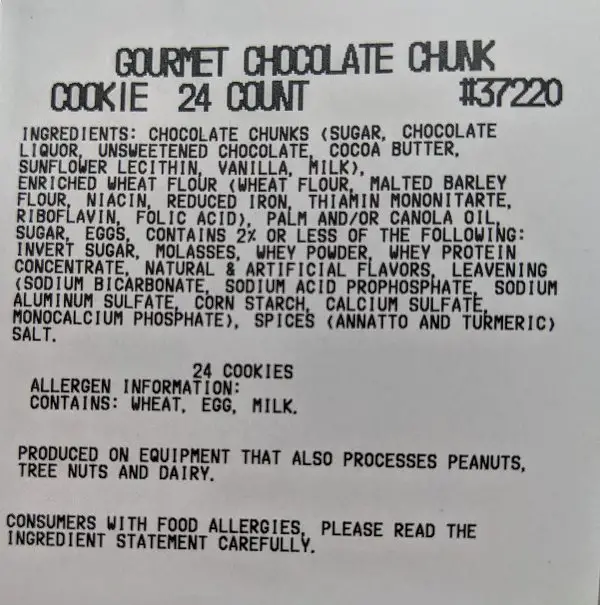 GOURMET CHOCOLATE CHUNK
COOKIE 24 COUNT #37220
INGREDIENTS: CHOCOLATE CHUNKS (SUGAR, CHOCOLATE
LIQUOR, UNSWEETENED CHOCOLATE, COCOA BUTTER,
SUNFLOWER LECITHIN, VANILLA, MILK),
ENRICHED WHEAT FLOUR (WHEAT FLOUR, MALTED BARLEY
FLOUR, NIACIN, REDUCED IRON, THIAMIN MONONITARTE,
RIBOFLAVIN, FOLIC ACID), PALM AND/OR CANOLA OIL,
SUGAR, EGGS, CONTAINS 2% OR LESS OF THE FOLLOWING:
INVERT SUGAR, MOLASSES, WHEY POWDER, WHEY PROTEIN
CONCENTRATE, NATURAL & ARTIFICIAL FLAVORS, LEAVENING
(SODIUM BICARBONATE, SODIUM ACID PROPHOSPHATE, SODIUM
ALUMINUM SULFATE, CORN STARCH, CALCIUM SULFATE,
MONOCALCIUM PHOSPHATE), SPICES (ANNATTO AND TURMERIC)
SALT.
24 COOKIES
ALLERGEN INFORMATION:
CONTAINS: WHEAT, EGG, MILK.
PRODUCED ON EQUIPMENT THAT ALSO PROCESSES PEANUTS,
TREE NUTS AND DAIRY.
CONSUMERS WITH FOOD ALLERGIES, PLEASE READ THE
INGREDIENT STATEMENT CAREFULLY.